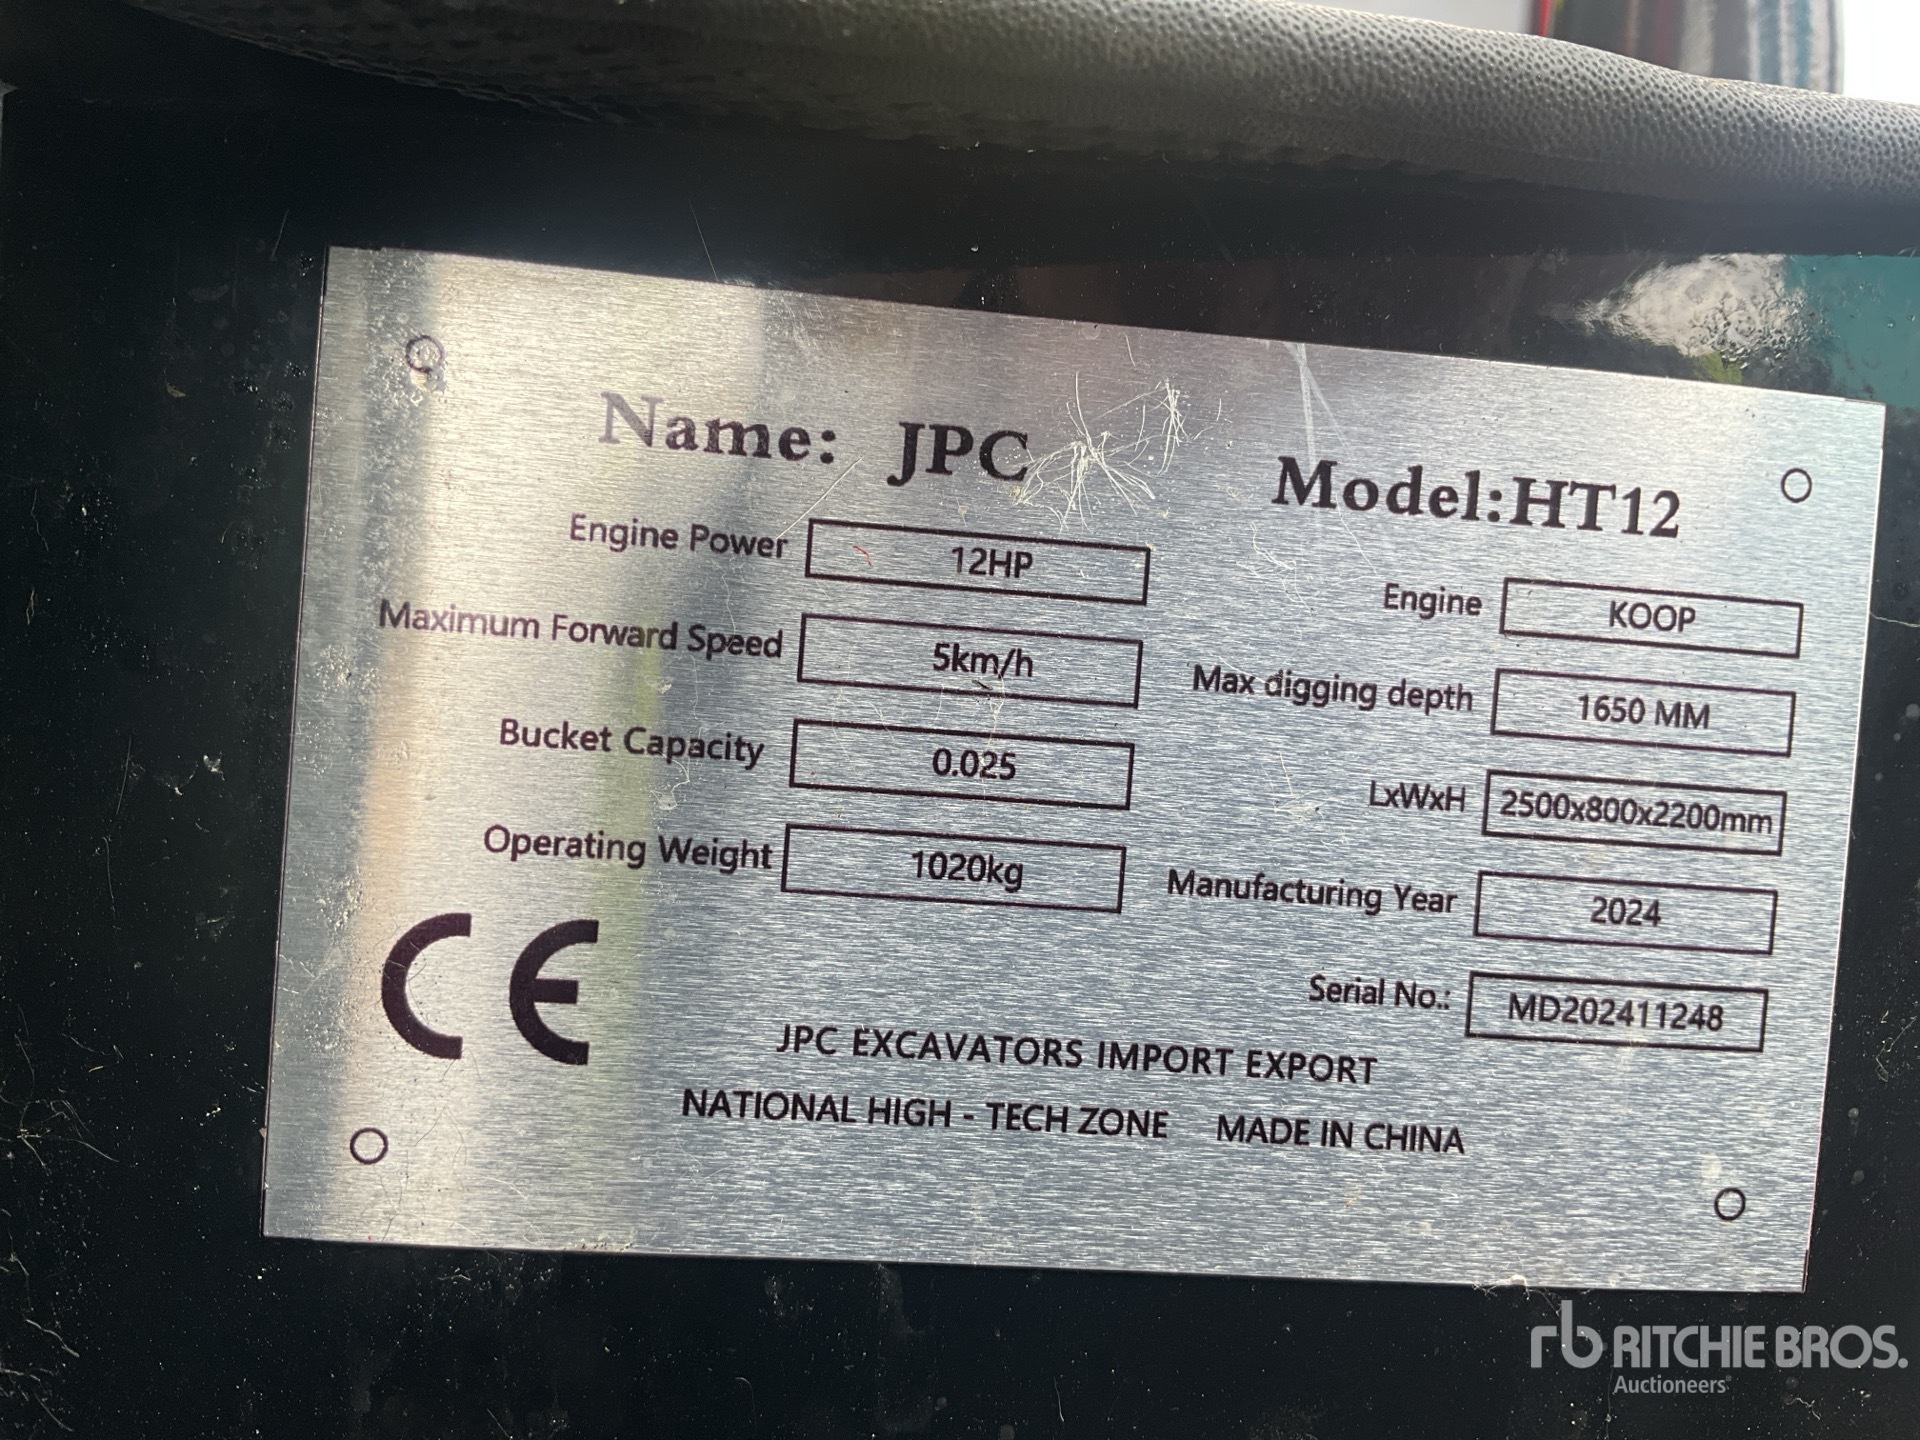 Name: JPC Model:HT12
Engine Power 12HP Engine KOOP
Maximum Forward Speed 5km/h Max digging depth 1650 MM
Bucket Capacity 0.025 LxWxH 2500x800x2200mm
Operating Weight 1020kg Manufacturing Year 2024
CE Serial No.: MD202411248
JPC EXCAVATORS IMPORT EXPORT
NATIONAL HIGH - TECH ZONE MADE IN CHINA
rb RITCHIE BROS.
Auctioneers